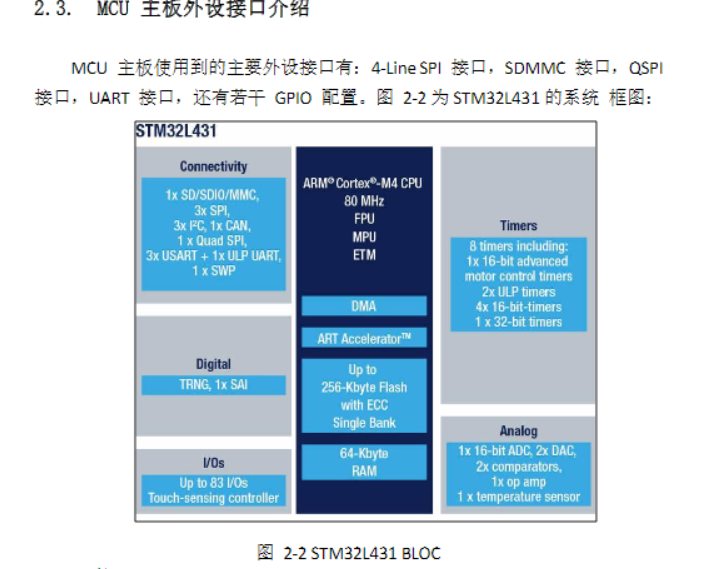 2.3. MCU 主板外设接口介绍
MCU 主板使用到的主要外设接口有：4-Line SPI 接口，SDMMC 接口，QSPI
接口，UART 接口，还有若干 GPIO 配置。图 2-2 为 STM32L431 的系统 框图：
STM32L431
Connectivity
1x SD/SDIO/MMC,
3x SPI,
3x I²C, 1x CAN,
1 x Quad SPI,
3x USART + 1x ULP UART,
1 x SWP
Digital
TRNG, 1x SAI
I/Os
Up to 83 I/Os
Touch-sensing controller
ARM® Cortex®-M4 CPU
80 MHz
FPU
MPU
ETM
DMA
ART Accelerator™
Up to
256-Kbyte Flash
with ECC
Single Bank
64-Kbyte
RAM
Timers
8 timers including:
1x 16-bit advanced
motor control timers
2x ULP timers
4x 16-bit-timers
1 x 32-bit timers
Analog
1x 16-bit ADC, 2x DAC,
2x comparators,
1x op amp
1 x temperature sensor
图 2-2 STM32L431 BLOC